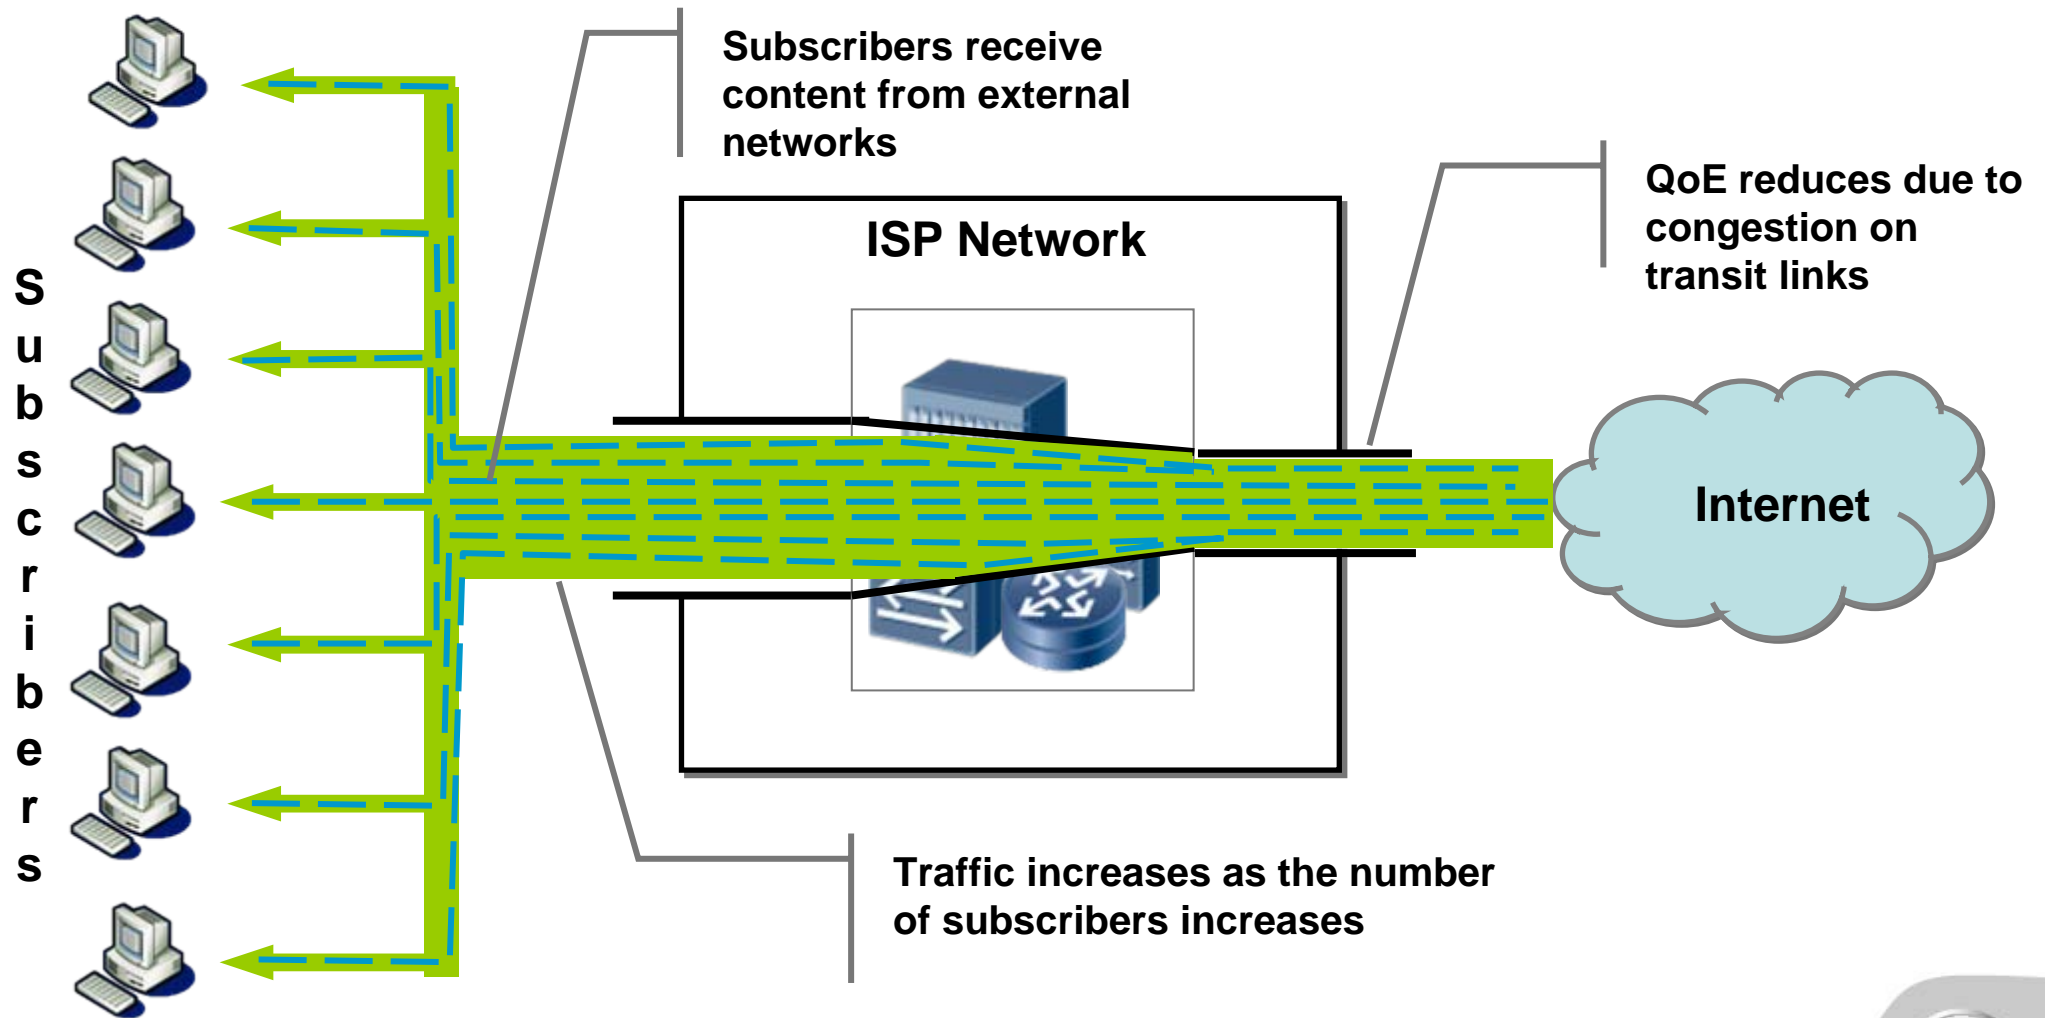 Subscribers receive
content from external
networks
QoE reduces due to
congestion on
transit links
ISP Network
Subscribers
Internet
Traffic increases as the number
of subscribers increases